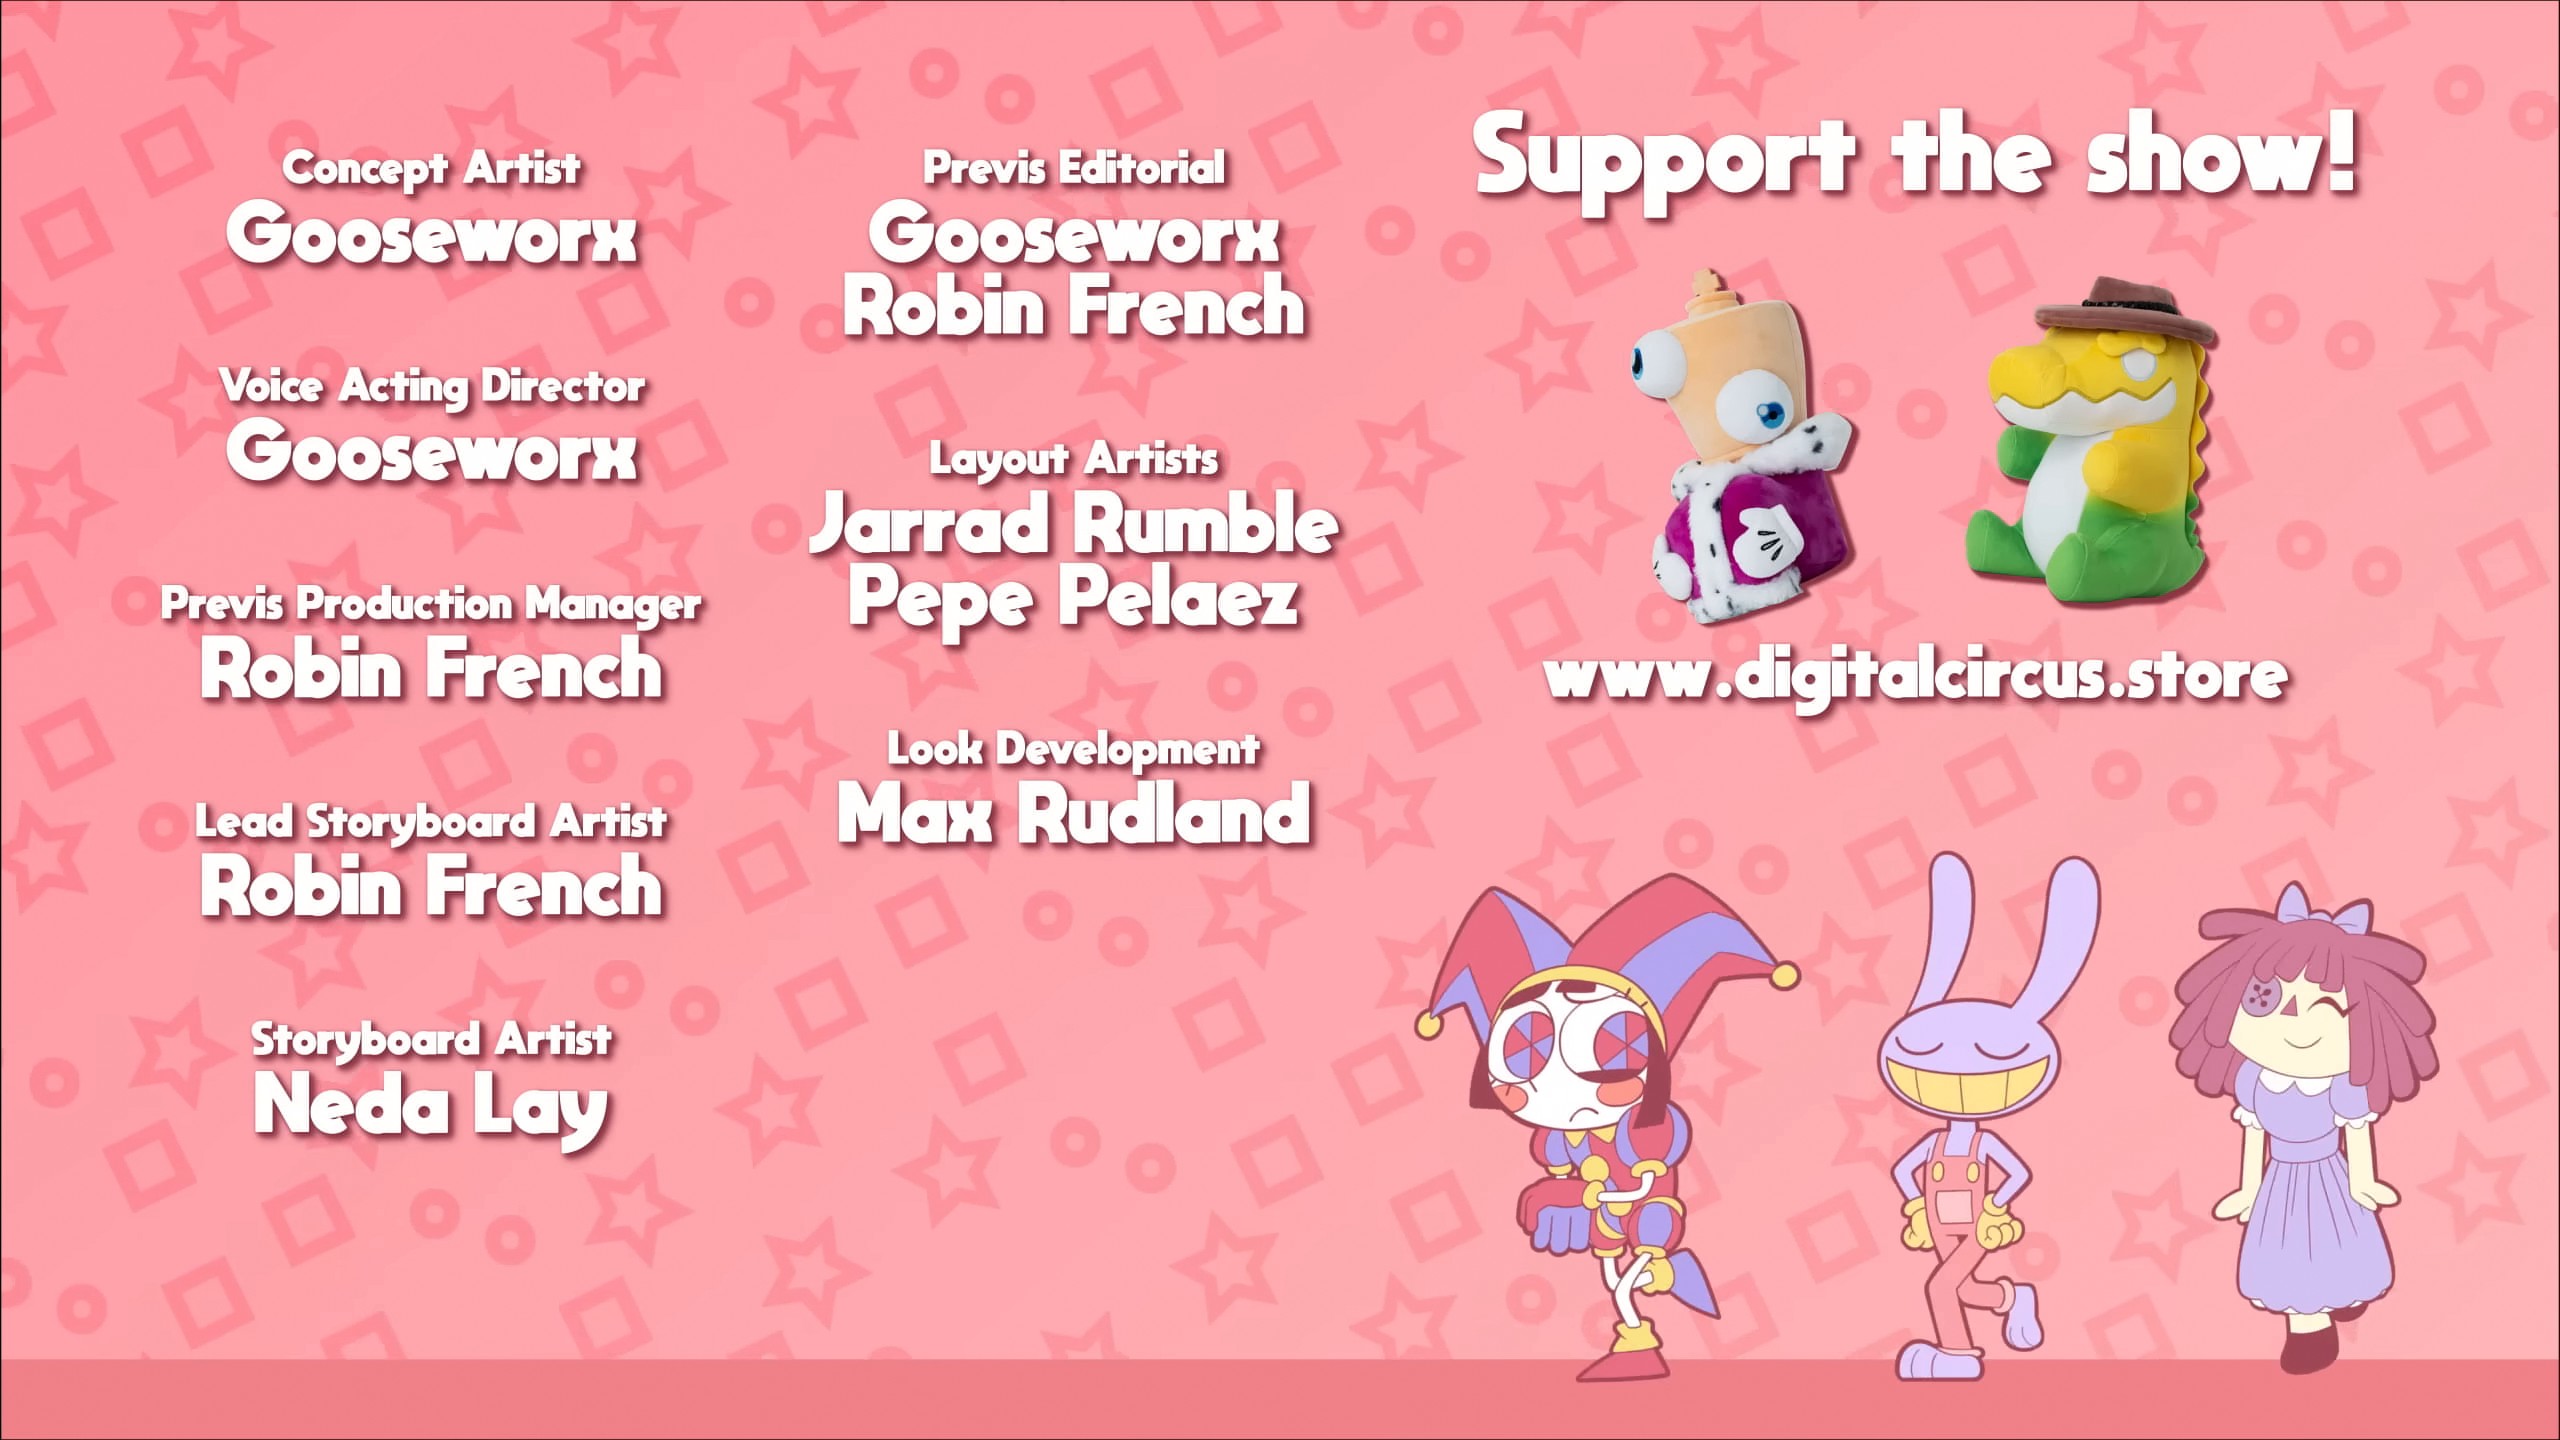 Concept Artist
Gooseworx
Voice Acting Director
Gooseworx
Previs Production Manager
Robin French
Lead Storyboard Artist
Robin French
Storyboard Artist
Neda Lay
Previs Editorial
Gooseworx
Robin French
Layout Artists
Jarrad Rumble
Pepe Pelaez
Look Development
Max Rudland
Support the show!
www.digitalcircus.store